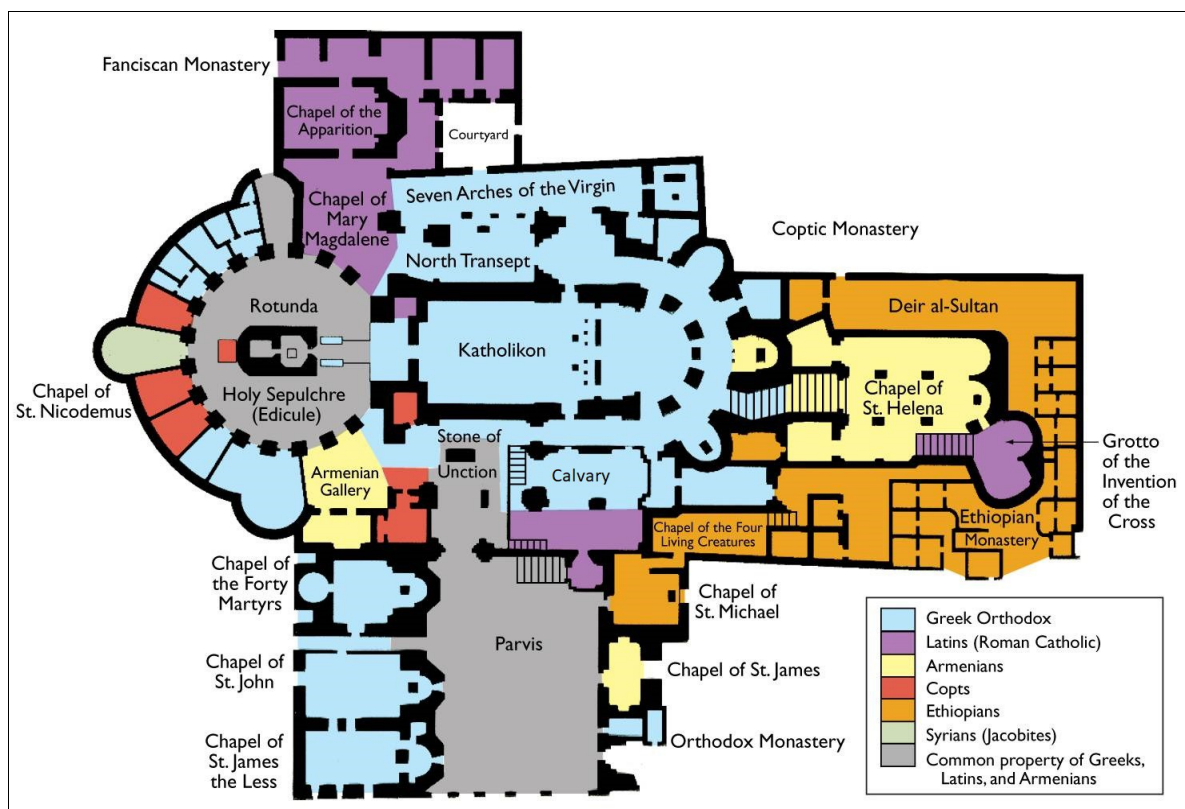 Fanciscan Monastery
Chapel of the
Apparition
Courtyard
Chapel of
Mary
Magdalene
Seven Arches of the Virgin
North Transept
Coptic Monastery
Rotunda
Deir al-Sultan
Katholikon
Chapel of
St. Nicodemus
Holy Sepulchre
(Edicule)
Chapel of
St. Helena
Stone of
Unction
Armenian
Gallery
Calvary
Grotto
of the
Invention
of the
Cross
Chapel of the Four
Living Creatures
Ethiopian
Monastery
Chapel of
the Forty
Martyrs
Chapel of
St. Michael
Parvis
Chapel of
St. John
Chapel of St. James
Chapel of
St. James
the Less
Orthodox Monastery
Greek Orthodox
Latins (Roman Catholic)
Armenians
Copts
Ethiopians
Syrians (Jacobites)
Common property of Greeks,
Latins, and Armenians